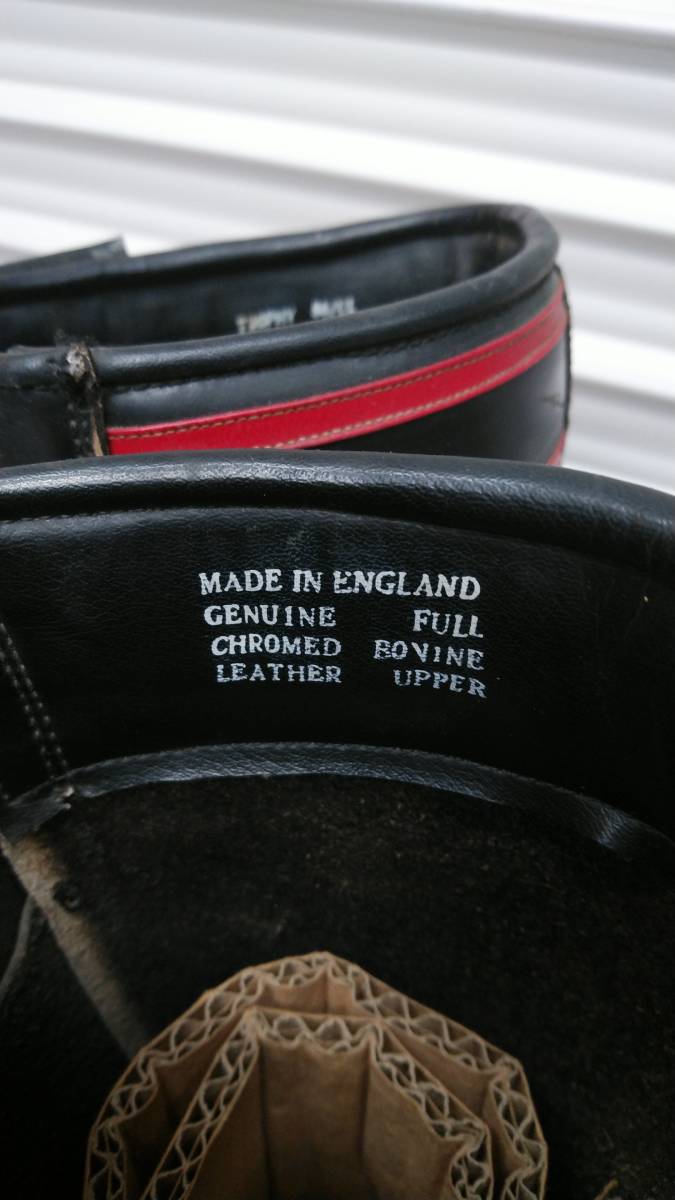 MADE IN ENGLAND
GENUINE FULL
CHROMED BOVINE
LEATHER UPPER